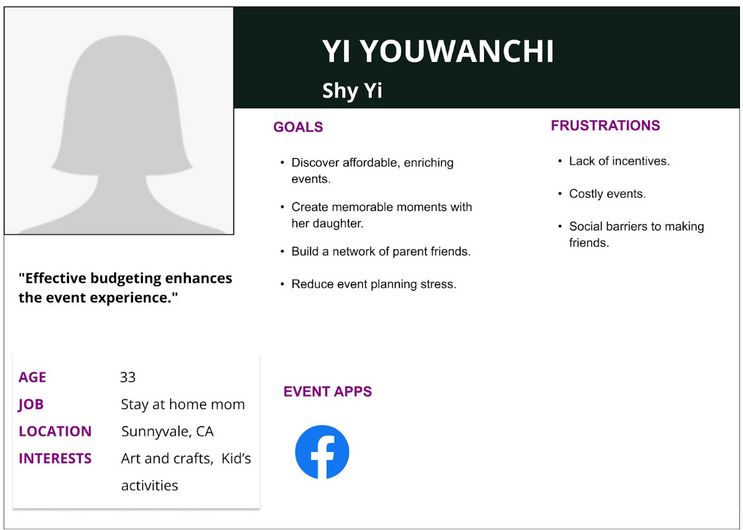 YI YOUWANCHI
Shy Yi
GOALS
• Discover affordable, enriching
events.
• Create memorable moments with
her daughter.
• Build a network of parent friends.
• Reduce event planning stress.
FRUSTRATIONS
• Lack of incentives.
• Costly events.
• Social barriers to making
friends.
"Effective budgeting enhances
the event experience."
AGE 33
JOB Stay at home mom
LOCATION Sunnyvale, CA
INTERESTS Art and crafts, Kid’s
activities
EVENT APPS